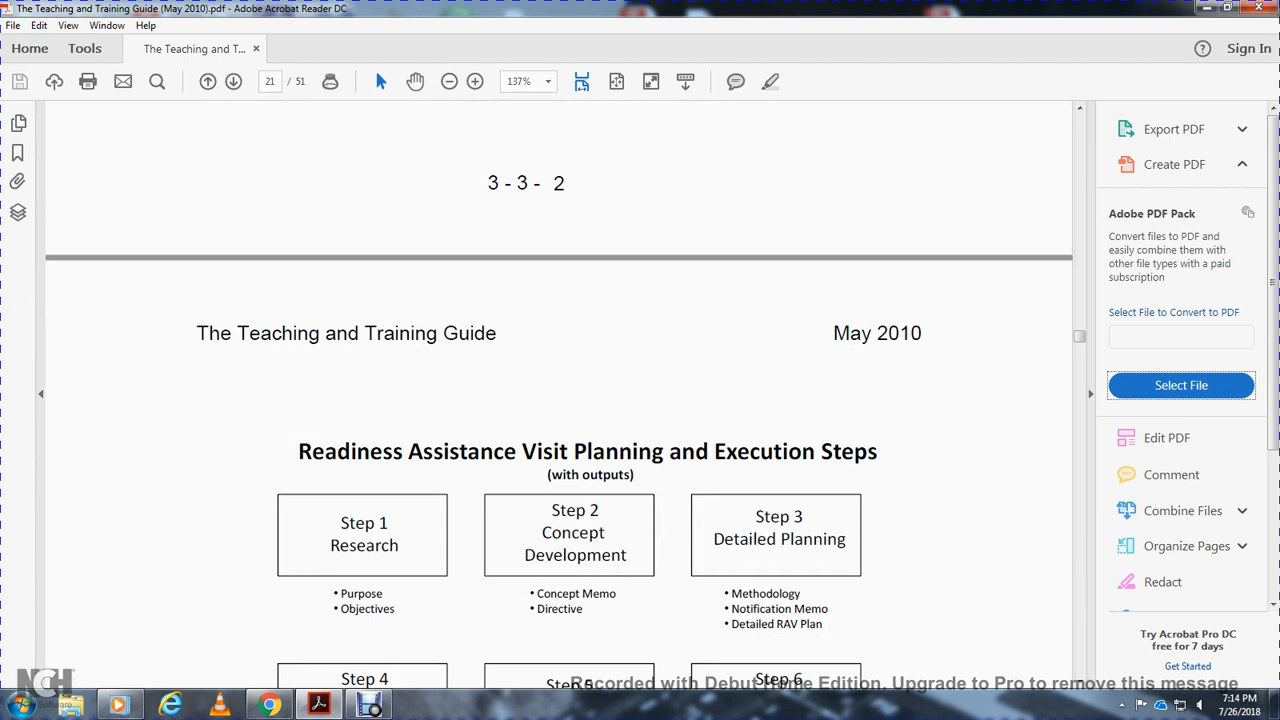 The Teaching and Training Guide (May 2010).pdf - Adobe Acrobat Reader DC
File Edit View Window Help
Home Tools The Teaching and T... × Sign In
21 / 51 137%
3 - 3 - 2
The Teaching and Training Guide May 2010
Readiness Assistance Visit Planning and Execution Steps
(with outputs)
Step 1
Research
• Purpose
• Objectives
Step 2
Concept
Development
• Concept Memo
• Directive
Step 3
Detailed Planning
• Methodology
• Notification Memo
• Detailed RAV Plan
Step 4
Step 5
Step 6
Export PDF
Create PDF
Adobe PDF Pack
Convert files to PDF and
easily combine them with
other file types with a paid
subscription
Select File to Convert to PDF
Select File
Edit PDF
Comment
Combine Files
Organize Pages
Redact
Try Acrobat Pro DC
free for 7 days
Get Started
NCH
Software
Recorded with Debut Home Edition. Upgrade to Pro to remove this message
7:14 PM
7/26/2018